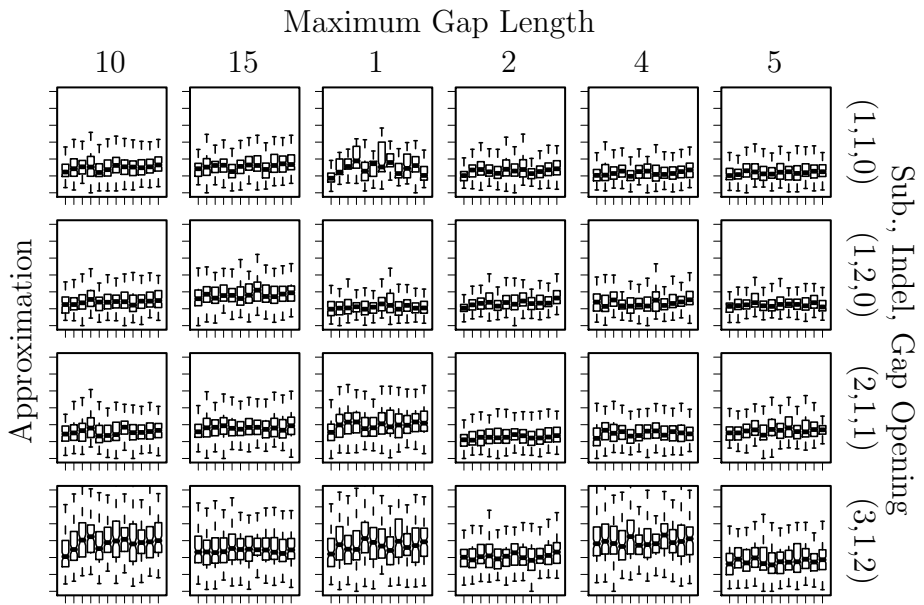 Maximum Gap Length
10 15 1 2 4 5
Approximation
Sub., Indel, Gap Opening
(1,1,0)
(1,2,0)
(2,1,1)
(3,1,2)